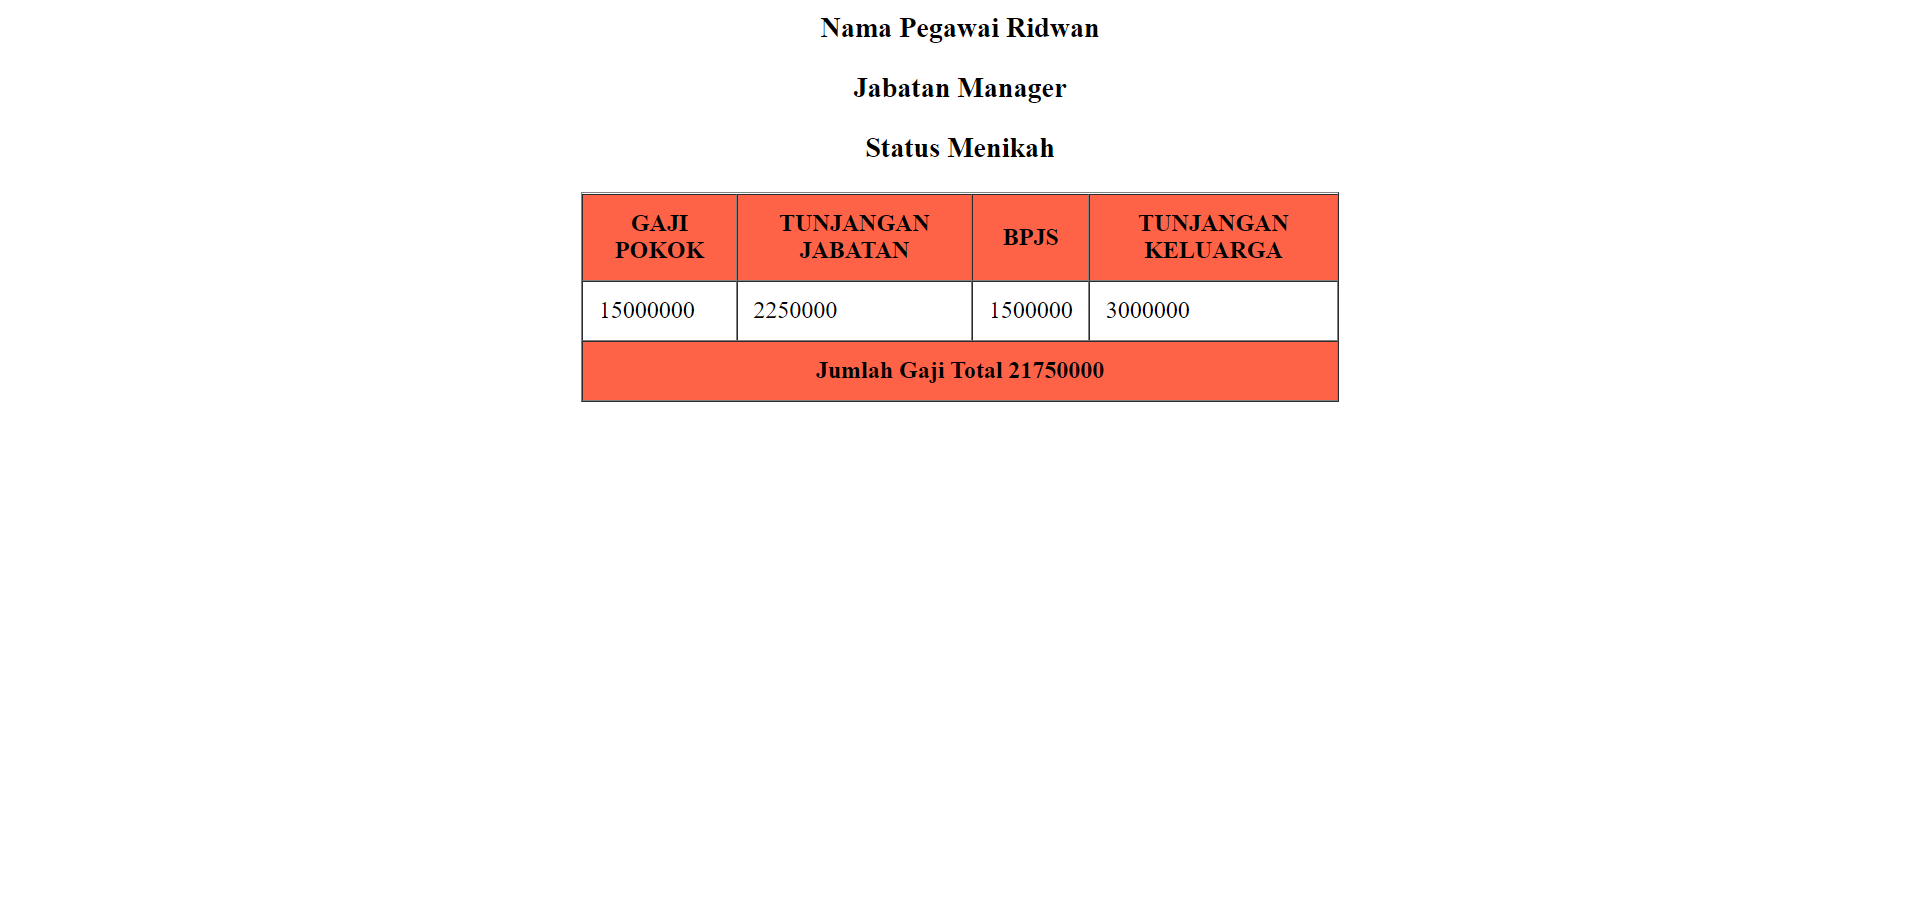 Nama Pegawai Ridwan
Jabatan Manager
Status Menikah
GAJI
POKOK
TUNJANGAN
JABATAN
BPJS
TUNJANGAN
KELUARGA
15000000
2250000
1500000
3000000
Jumlah Gaji Total 21750000